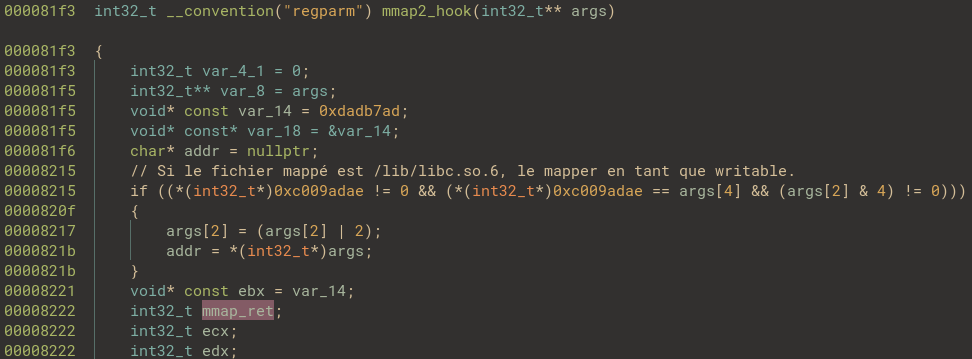 000081f3 int32_t __convention("regparm") mmap2_hook(int32_t** args)
000081f3 {
000081f3 int32_t var_4_1 = 0;
000081f5 int32_t** var_8 = args;
000081f5 void* const var_14 = 0xdadb7ad;
000081f5 void* const* var_18 = &var_14;
000081f6 char* addr = nullptr;
00008215 // Si le fichier mappé est /lib/libc.so.6, le mapper en tant que writable.
00008215 if ((*(int32_t*)0xc009adae != 0 && (*(int32_t*)0xc009adae == args[4] && (args[2] & 4) != 0)))
0000820f {
00008217 args[2] = (args[2] | 2);
0000821b addr = *(int32_t*)args;
0000821b }
00008221 void* const ebx = var_14;
00008222 int32_t mmap_ret;
00008222 int32_t ecx;
00008222 int32_t edx;